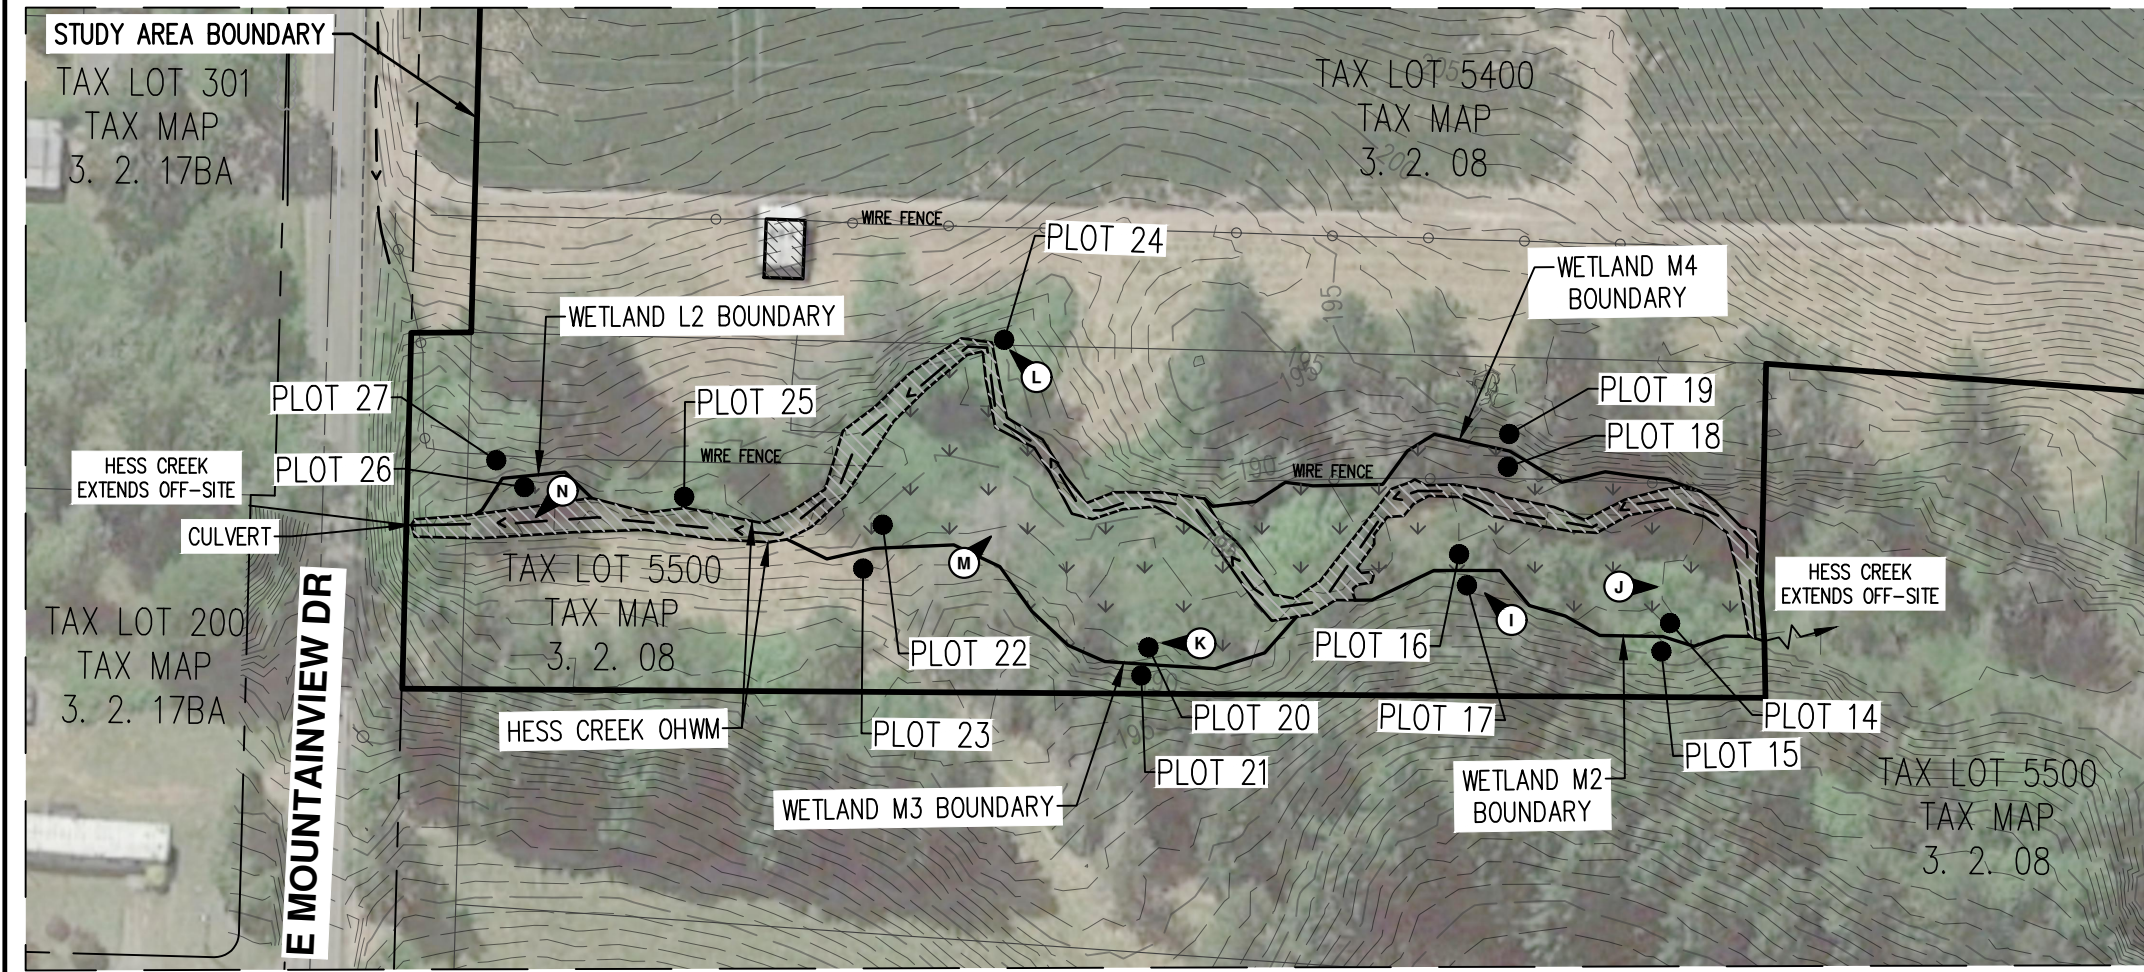 STUDY AREA BOUNDARY
TAX LOT 301
TAX MAP
3. 2. 17BA
TAX LOT 5400
TAX MAP
3. 2. 08
205
200
WIRE FENCE
PLOT 24
WETLAND M4
BOUNDARY
WETLAND L2 BOUNDARY
195
195
L
PLOT 27
PLOT 25
PLOT 19
PLOT 18
HESS CREEK
EXTENDS OFF-SITE
PLOT 26
N
WIRE FENCE
190
WIRE FENCE
CULVERT
M
TAX LOT 5500
TAX MAP
3. 2. 08
J
HESS CREEK
EXTENDS OFF-SITE
I
TAX LOT 200
TAX MAP
3. 2. 17BA
E MOUNTAINVIEW DR
PLOT 22
K
PLOT 16
HESS CREEK OHWM
PLOT 23
PLOT 20
PLOT 17
PLOT 14
195
PLOT 21
PLOT 15
WETLAND M3 BOUNDARY
WETLAND M2
BOUNDARY
TAX LOT 5500
TAX MAP
3. 2. 08